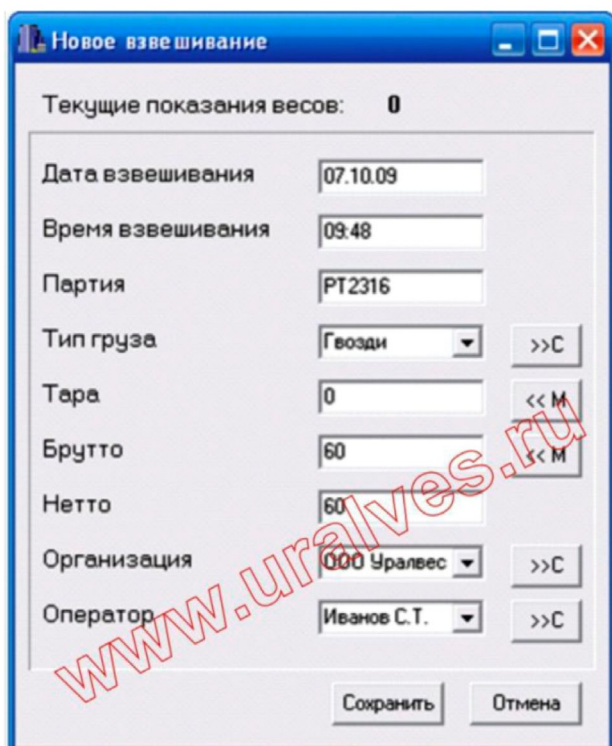 Новое взвешивание
Текущие показания весов: 0
Дата взвешивания 07.10.09
Время взвешивания 09:48
Партия РТ2316
Тип груза Гвозди >>С
Тара 0 << М
Брутто 60 << М
Нетто 60
Организация ООО Уралвес >>С
Оператор Иванов С.Т. >>С
Сохранить Отмена
www.uralves.ru